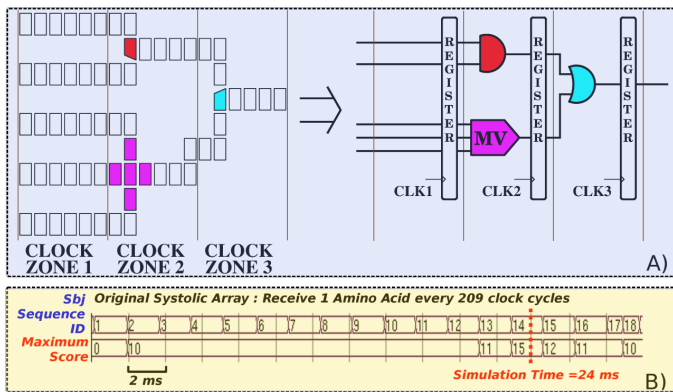 REGISTER
REGISTER
REGISTER
MV
CLK1
CLK2
CLK3
CLOCK ZONE 1
CLOCK ZONE 2
CLOCK ZONE 3
A)
Sbj Sequence ID
Original Systolic Array : Receive 1 Amino Acid every 209 clock cycles
1 2 3 4 5 6 7 8 9 10 11 12 13 14 15 16 17 18
Maximum Score
0 10 11 15 12 11 10
2 ms
Simulation Time =24 ms
B)